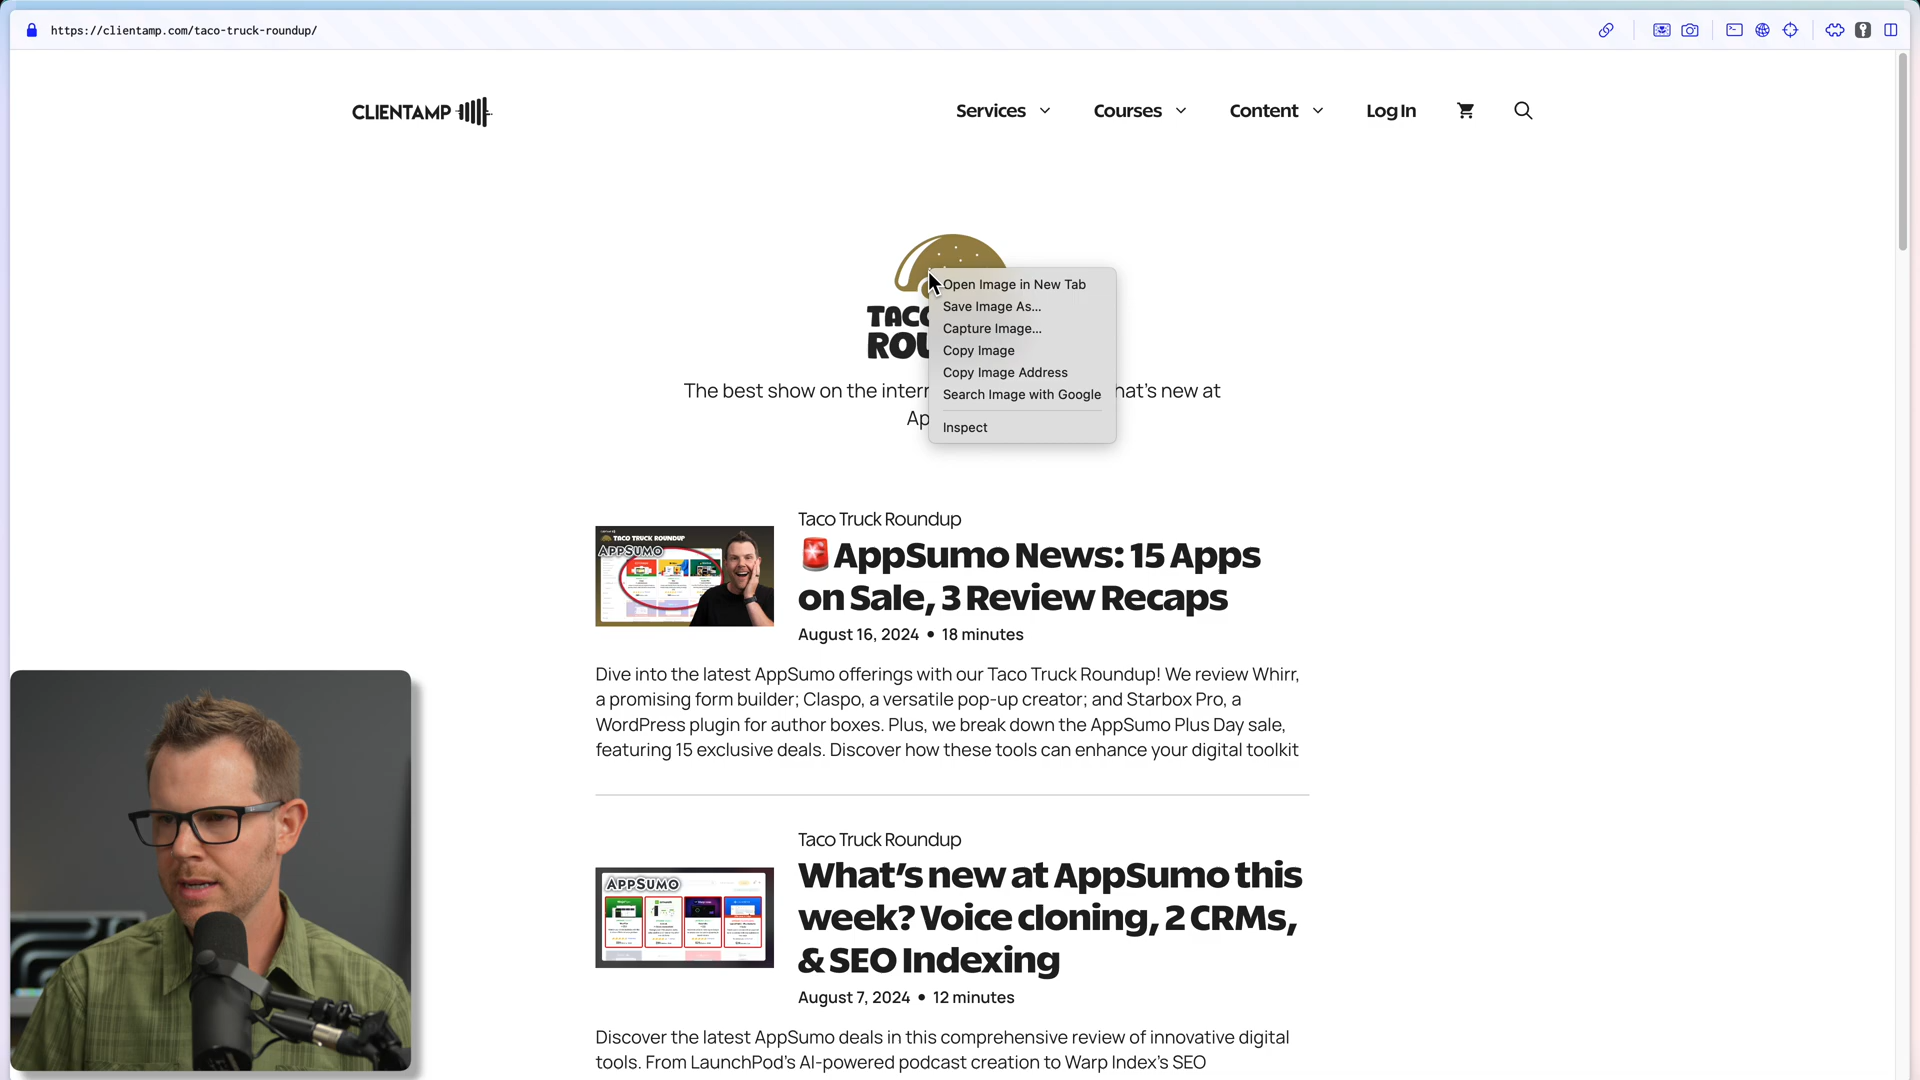 https://clientamp.com/taco-truck-roundup/
CLIENTAMP
Services
Courses
Content
Log In
Open Image in New Tab
Save Image As...
Capture Image...
Copy Image
Copy Image Address
Search Image with Google
Inspect
The best show on the intern
hat's new at
Ap
Taco Truck Roundup
🚨AppSumo News: 15 Apps
on Sale, 3 Review Recaps
August 16, 2024 • 18 minutes
TACO TRUCK ROUNDUP
APPSUMO
Dive into the latest AppSumo offerings with our Taco Truck Roundup! We review Whirr,
a promising form builder; Claspo, a versatile pop-up creator; and Starbox Pro, a
WordPress plugin for author boxes. Plus, we break down the AppSumo Plus Day sale,
featuring 15 exclusive deals. Discover how these tools can enhance your digital toolkit
Taco Truck Roundup
What's new at AppSumo this
week? Voice cloning, 2 CRMs,
& SEO Indexing
August 7, 2024 • 12 minutes
APPSUMO
Discover the latest AppSumo deals in this comprehensive review of innovative digital
tools. From LaunchPod's AI-powered podcast creation to Warp Index's SEO